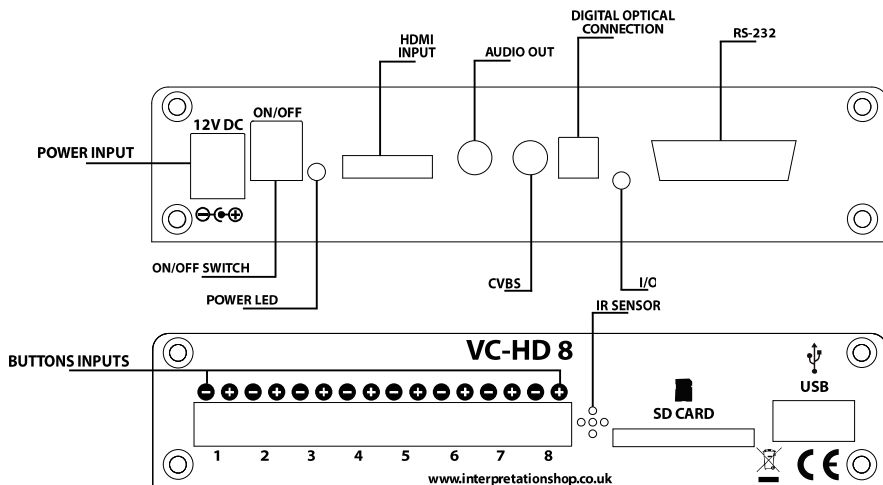 DIGITAL OPTICAL
CONNECTION
HDMI
INPUT
AUDIO OUT
RS-232
ON/OFF
12V DC
POWER INPUT
ON/OFF SWITCH
CVBS
I/O
POWER LED
IR SENSOR
VC-HD 8
BUTTONS INPUTS
USB
SD CARD
1 2 3 4 5 6 7 8
www.interpretationshop.co.uk
CE